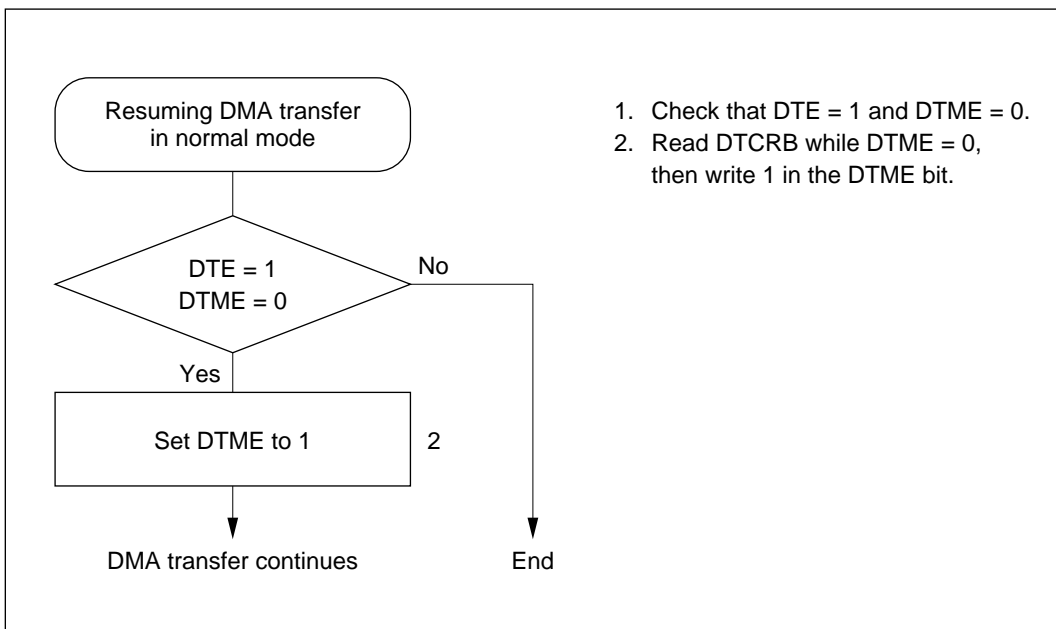 Resuming DMA transfer
in normal mode
1. Check that DTE = 1 and DTME = 0.
2. Read DTCRB while DTME = 0,
then write 1 in the DTME bit.
DTE = 1
DTME = 0
No
Yes
Set DTME to 1
2
DMA transfer continues
End